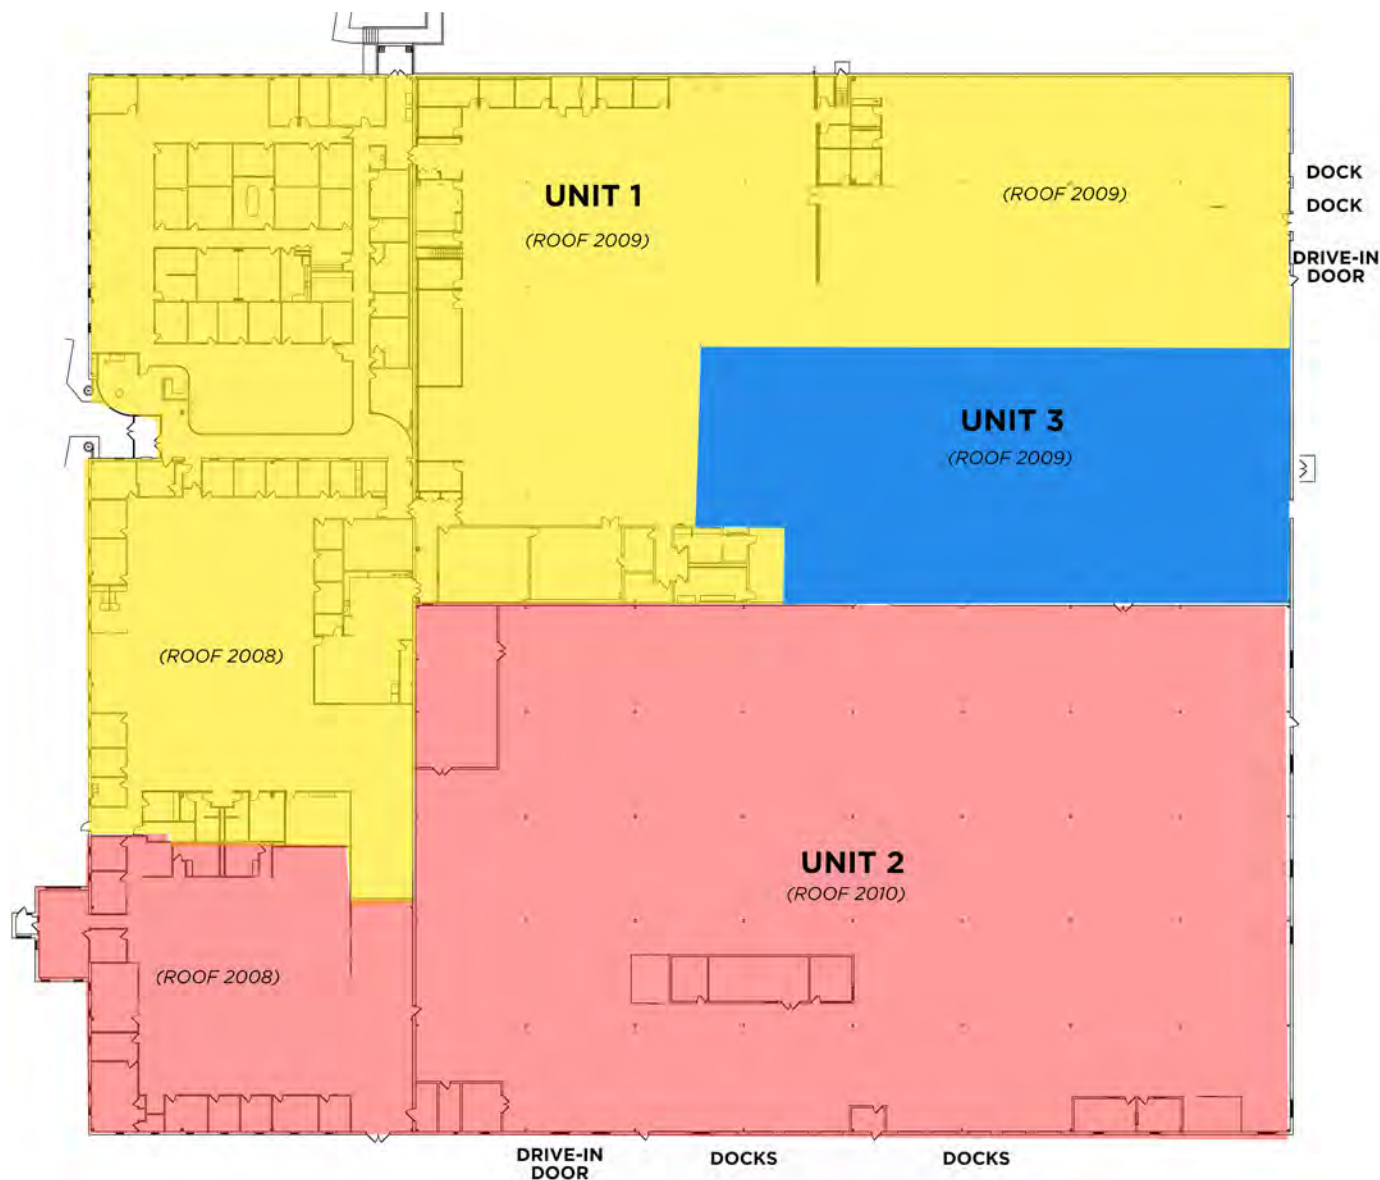 DOCK
UNIT 1
(ROOF 2009)
DOCK
(ROOF 2009)
DRIVE-IN
DOOR
UNIT 3
(ROOF 2009)
(ROOF 2008)
UNIT 2
(ROOF 2010)
(ROOF 2008)
DRIVE-IN
DOOR
DOCKS
DOCKS